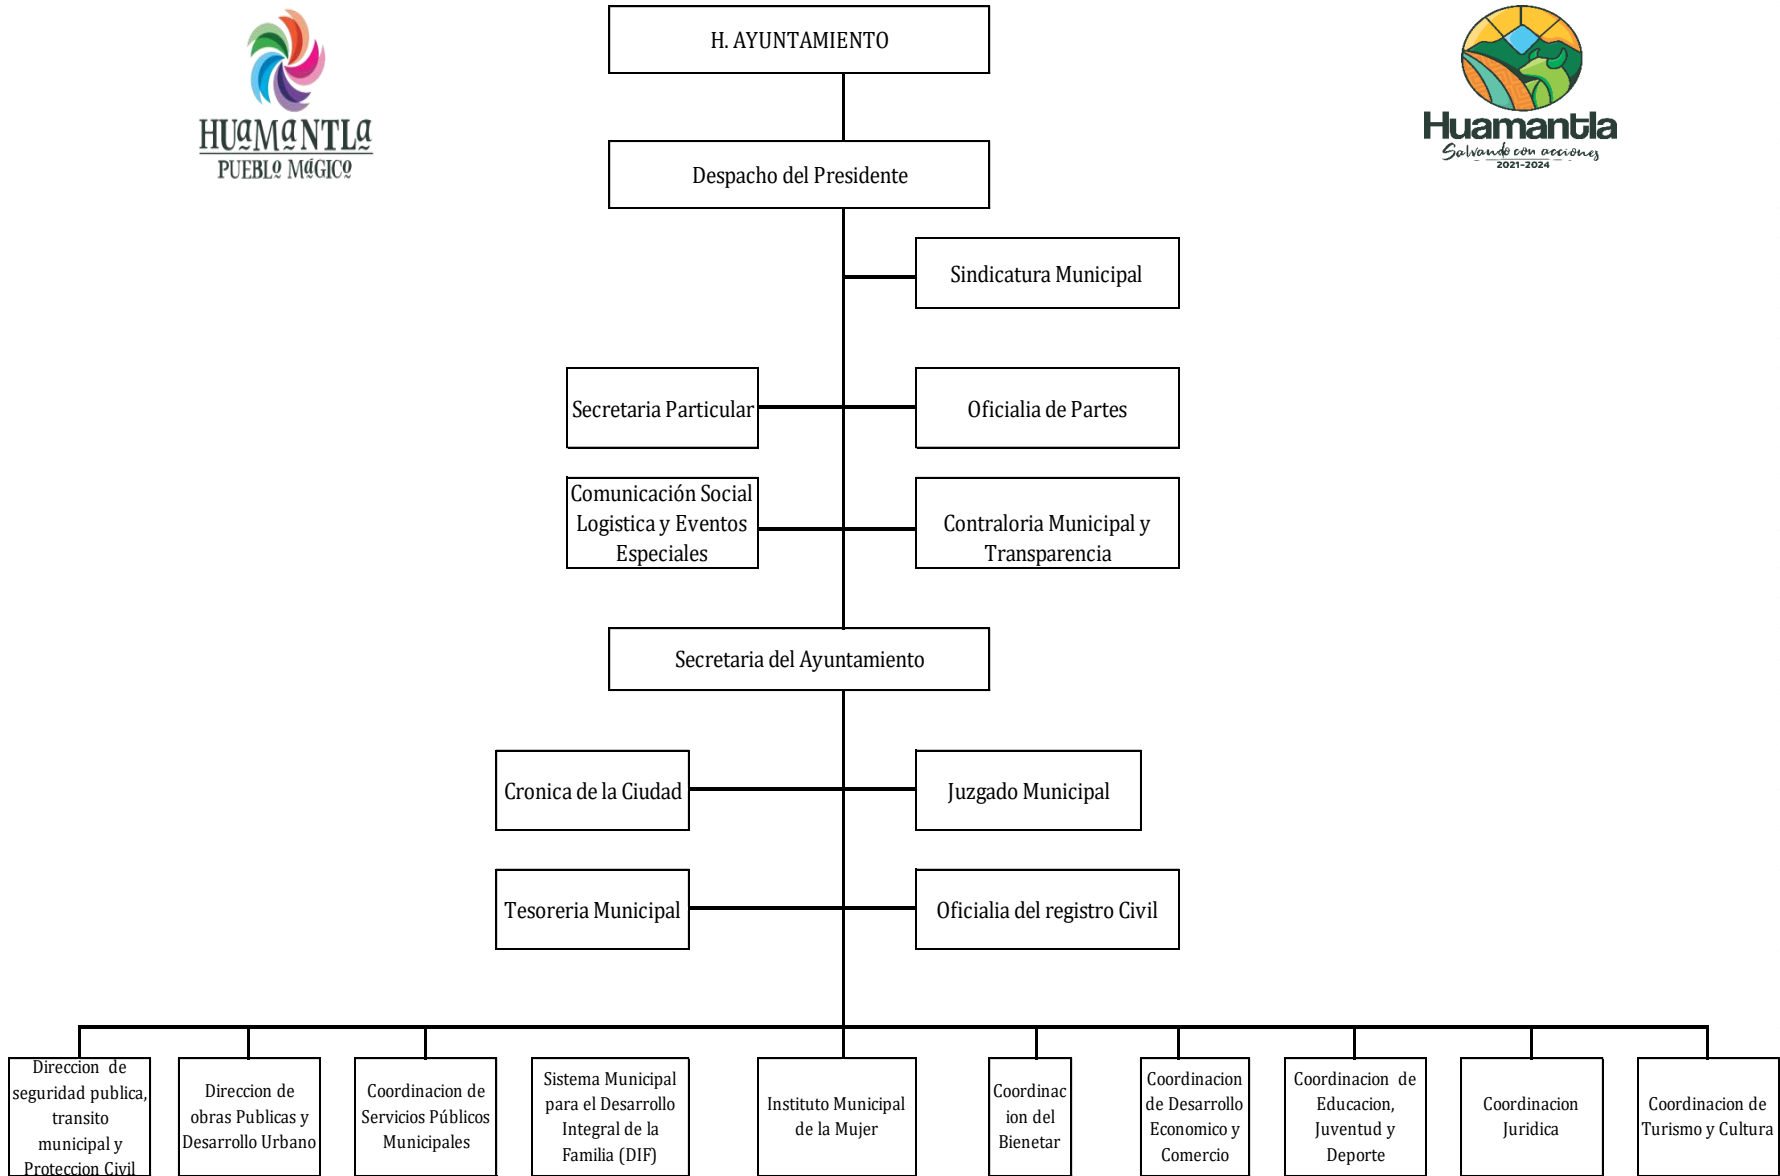 H. AYUNTAMIENTO
HUaMaNTLa
PUEBLO MaGICO
Huamantla
Salvando con acciones
2021-2024
Despacho del Presidente
Sindicatura Municipal
Secretaria Particular
Oficialia de Partes
Comunicación Social
Logistica y Eventos
Especiales
Contraloria Municipal y
Transparencia
Secretaria del Ayuntamiento
Cronica de la Ciudad
Juzgado Municipal
Tesoreria Municipal
Oficialia del registro Civil
Direccion de
seguridad publica,
transito
municipal y
Proteccion Civil
Direccion de
obras Publicas y
Desarrollo Urbano
Coordinacion de
Servicios Públicos
Municipales
Sistema Municipal
para el Desarrollo
Integral de la
Familia (DIF)
Instituto Municipal
de la Mujer
Coordinac
ion del
Bienetar
Coordinacion
de Desarrollo
Economico y
Comercio
Coordinacion de
Educacion,
Juventud y
Deporte
Coordinacion
Juridica
Coordinacion de
Turismo y Cultura